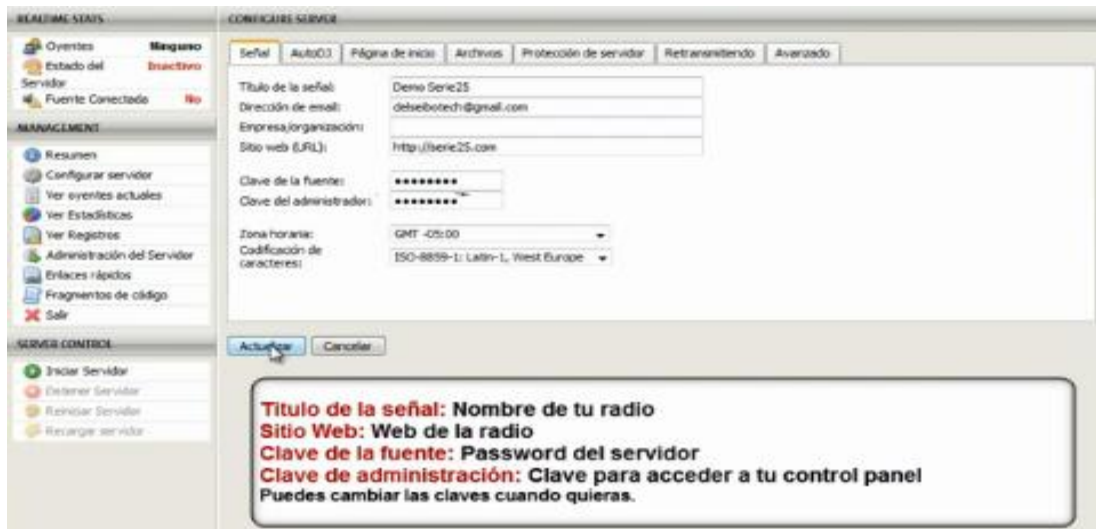 REALTIME STATS
Oyentes Ninguno
Estado del Servidor Inactivo
Fuente Conectada No
MANAGEMENT
Resumen
Configurar servidor
Ver oyentes actuales
Ver Estadísticas
Ver Registros
Administración del Servidor
Enlaces rápidos
Fragmentos de código
Salir
SERVER CONTROL
Iniciar Servidor
Detener Servidor
Reiniciar Servidor
Recargar servidor
CONFIGURE SERVER
Señal AutoDJ Página de inicio Archivos Protección de servidor Retransmitiendo Avanzado
Título de la señal: Demo Serie25
Dirección de email: delseibotech@gmail.com
Empresa/organización:
Sitio web (URL): http://serie25.com
Clave de la fuente: ••••••••
Clave del administrador: ••••••••
Zona horaria: GMT -05:00
Codificación de caracteres: ISO-8859-1: Latin-1, West Europe
Actualizar Cancelar
Titulo de la señal: Nombre de tu radio
Sitio Web: Web de la radio
Clave de la fuente: Password del servidor
Clave de administración: Clave para acceder a tu control panel
Puedes cambiar las claves cuando quieras.